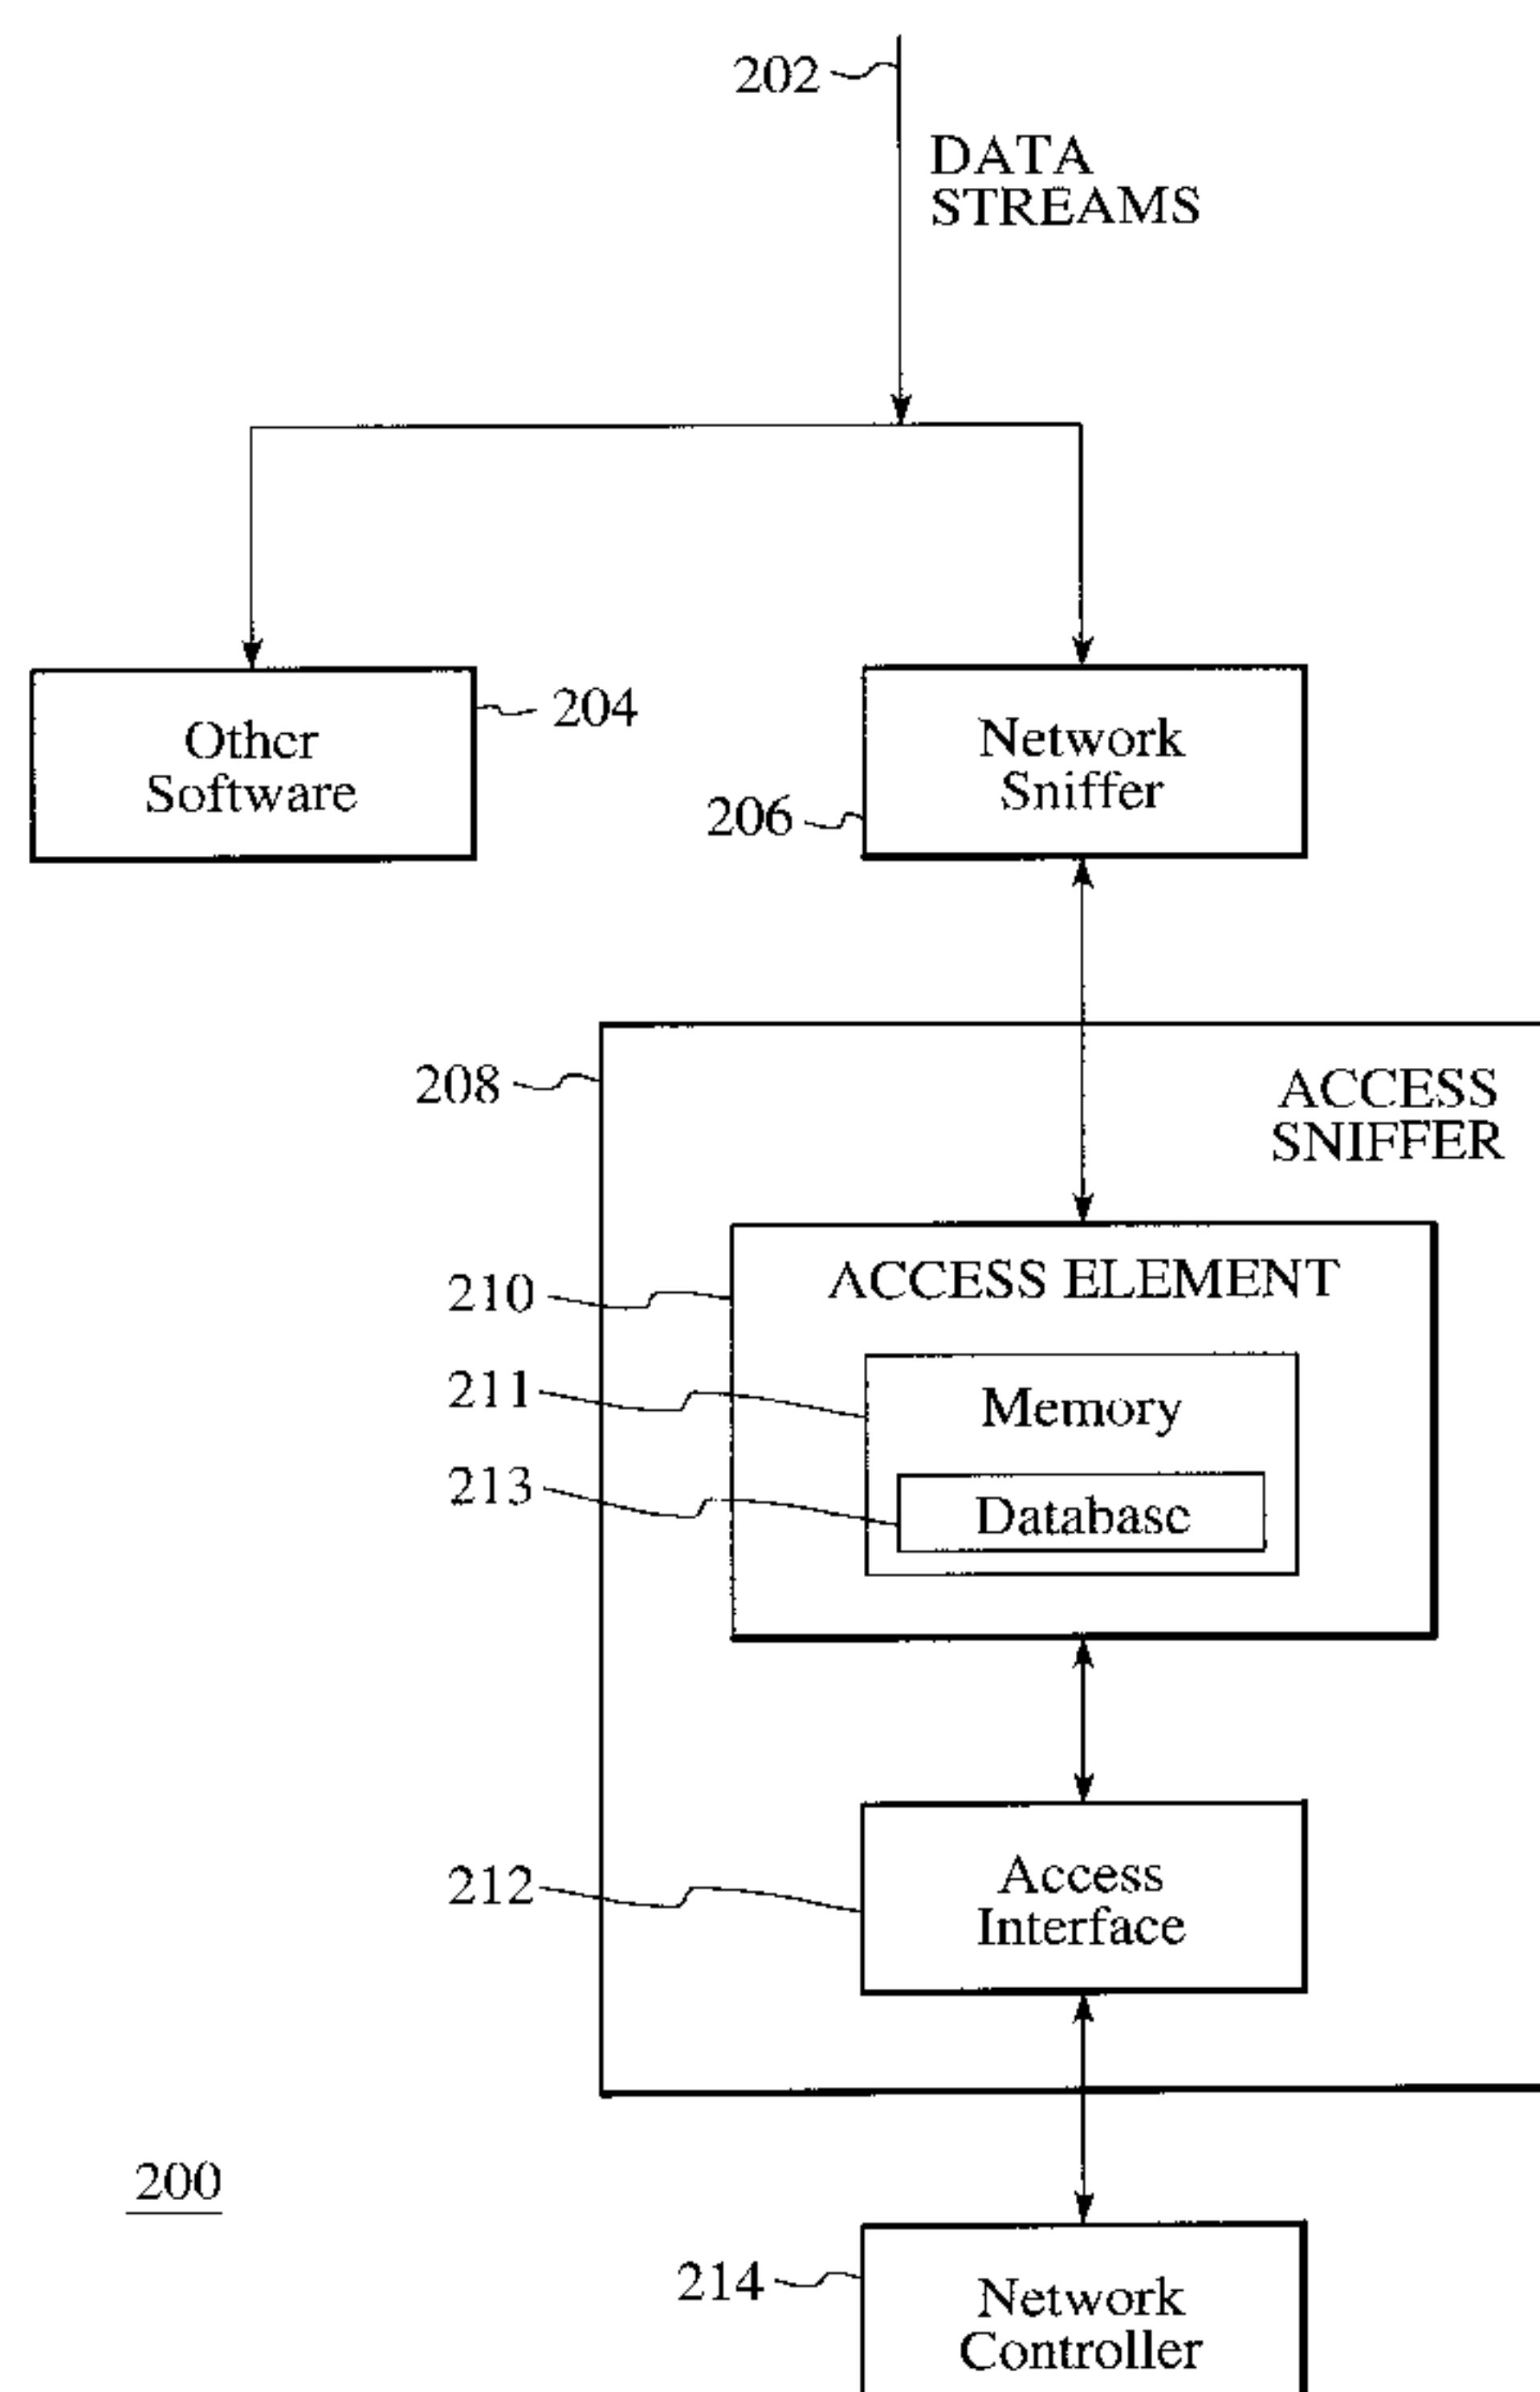 202
DATA
STREAMS
Other
Software
204
Network
Sniffer
206
208
ACCESS
SNIFFER
210
ACCESS ELEMENT
211
Memory
213
Database
212
Access
Interface
200
214
Network
Controller